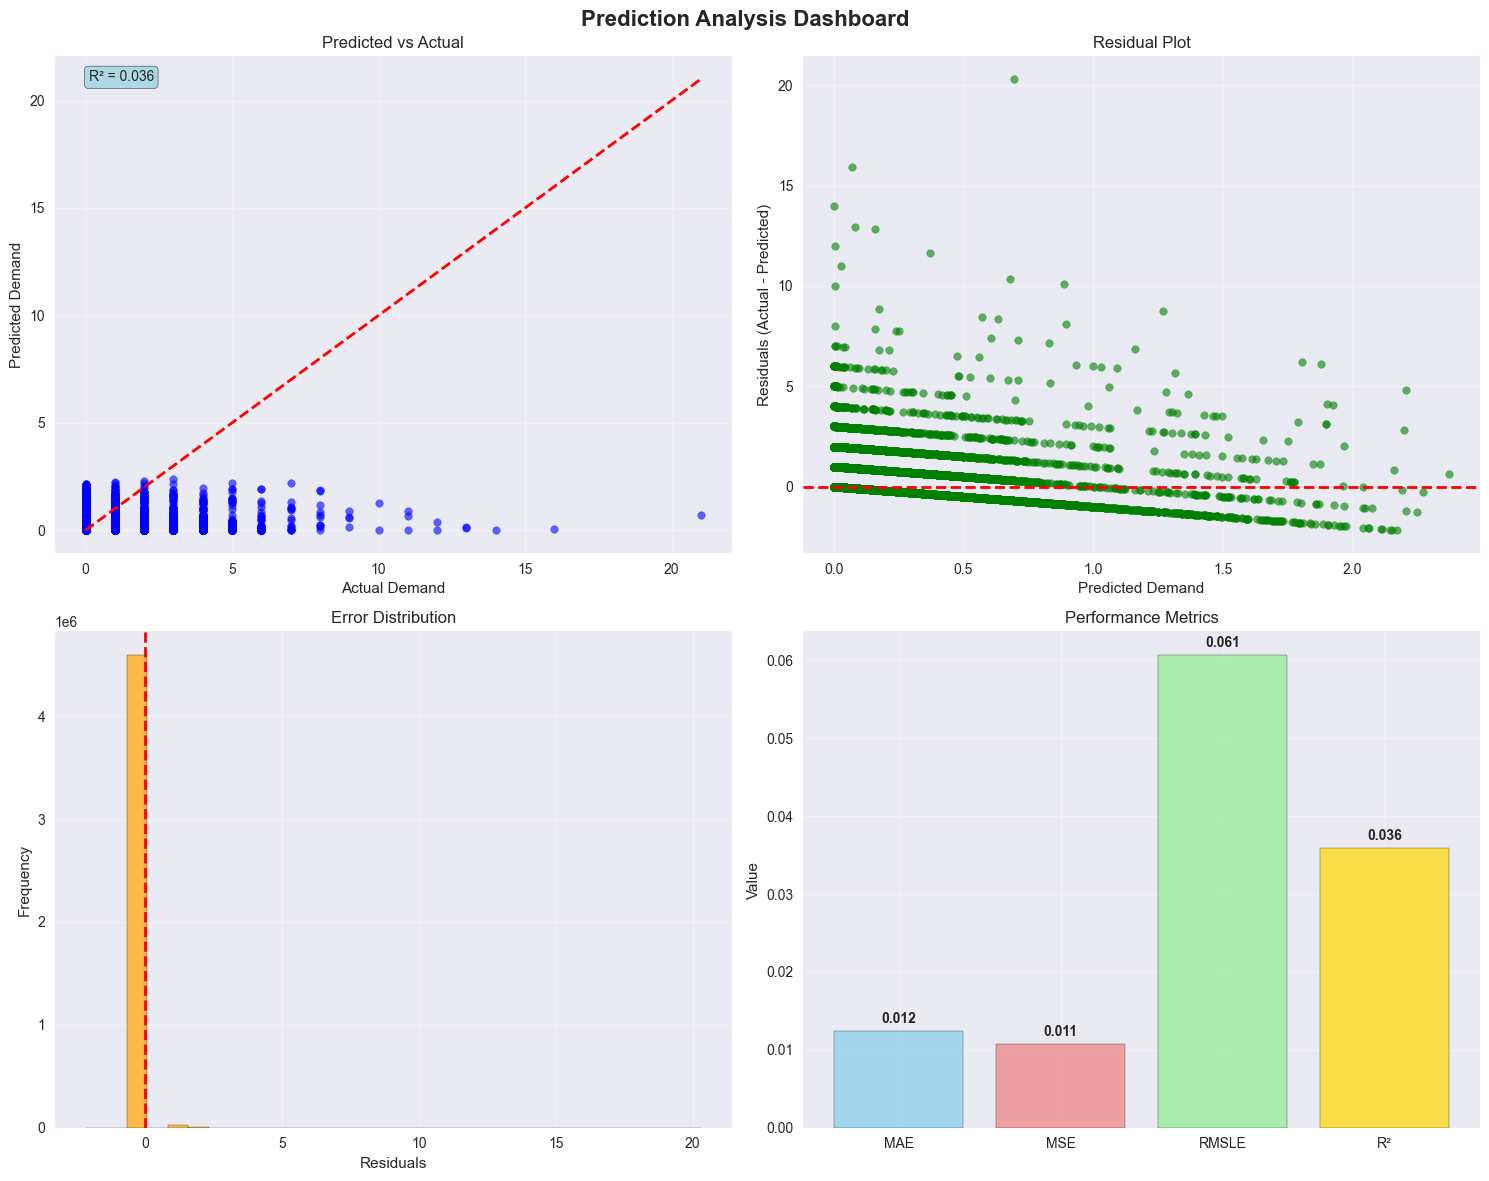 Prediction Analysis Dashboard
Predicted vs Actual
R² = 0.036
20
15
10
5
0
Predicted Demand
0
5
10
15
20
Actual Demand
Residual Plot
20
15
10
5
0
Residuals (Actual - Predicted)
0.0
0.5
1.0
1.5
2.0
Predicted Demand
Error Distribution
1e6
4
3
2
1
0
Frequency
0
5
10
15
20
Residuals
Performance Metrics
0.06
0.05
0.04
0.03
0.02
0.01
0.00
Value
0.012
0.011
0.061
0.036
MAE
MSE
RMSLE
R²